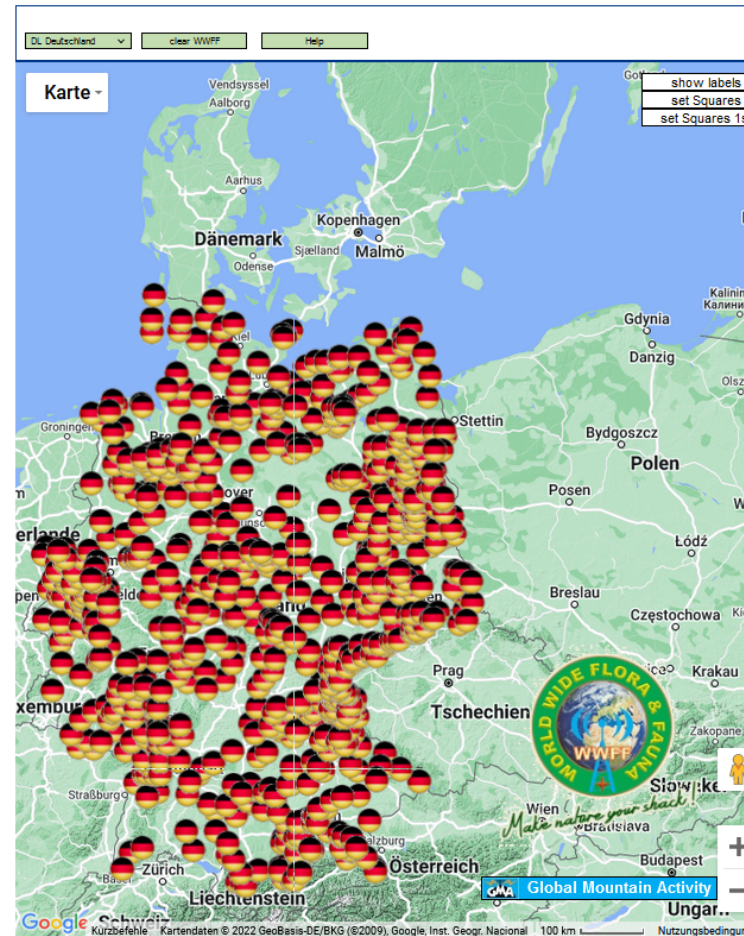 DL Deutschland
clear WWFF
Help
Karte
show labels
set Squares
set Squares 1s
Vendsyssel
Aalborg
Aarhus
Kopenhagen
Dänemark
Sjælland
Malmö
Odense
Gdynia
Danzig
Stettin
Groningen
Bydgoszcz
Polen
Posen
Łódź
Breslau
Częstochowa
Prag
Krakau
Tschechien
WORLD WIDE FLORA & FAUNA
WWFF
Make nature your shack!
Zakopane
Straßburg
Wien
Bratislava
Zürich
Österreich
Budapest
Liechtenstein
GMA Global Mountain Activity
Google
Schweiz
Kurzbefehle
Kartendaten © 2022 GeoBasis-DE/BKG (©2009), Google, Inst. Geogr. Nacional
100 km